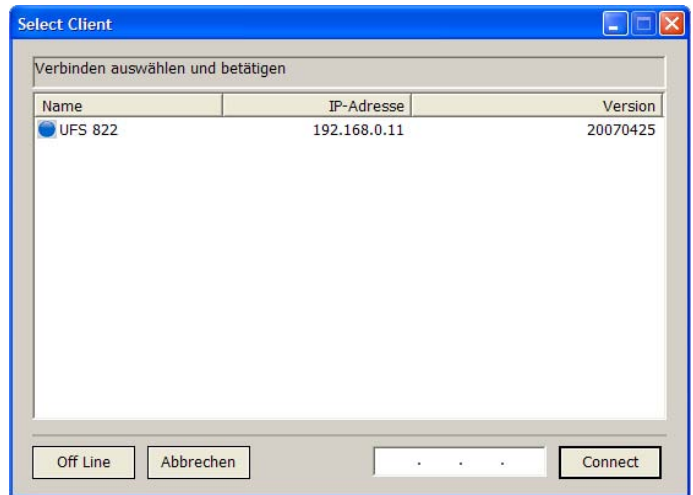 Select Client
Verbinden auswählen und betätigen
Name IP-Adresse Version
UFS 822 192.168.0.11 20070425
Off Line Abbrechen . . . Connect